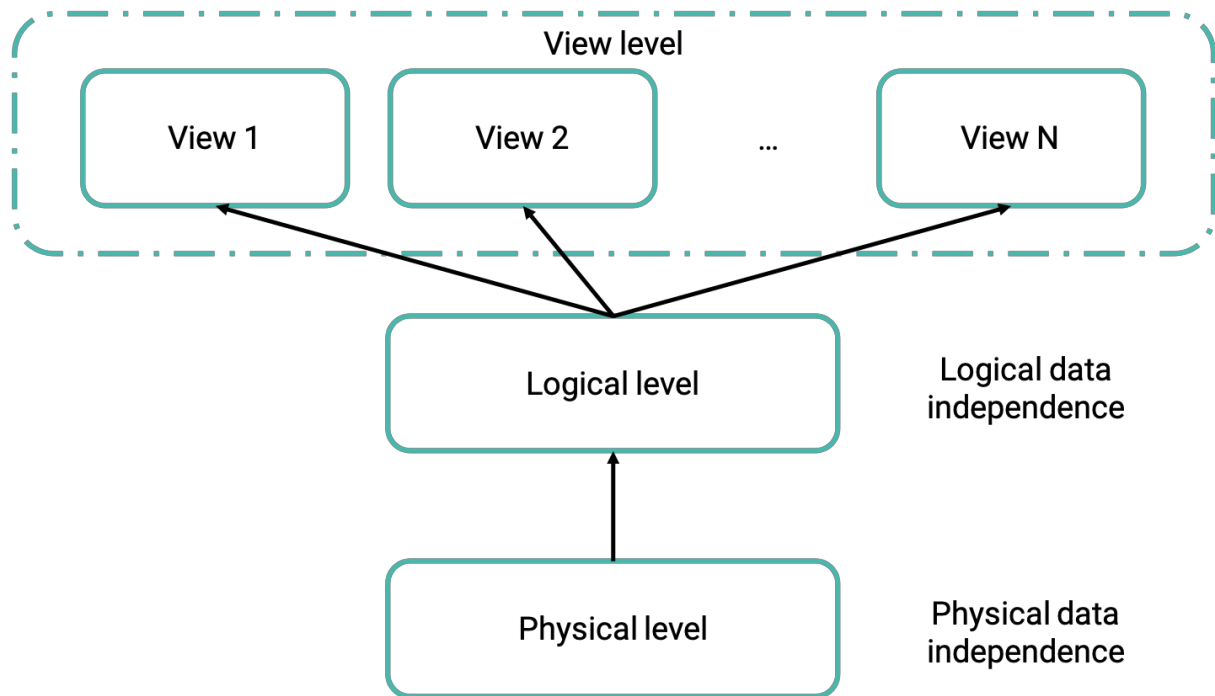 View level
View 1
View 2
…
View N
Logical level
Logical data
independence
Physical level
Physical data
independence